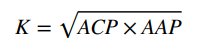 K = √ACP × AAP